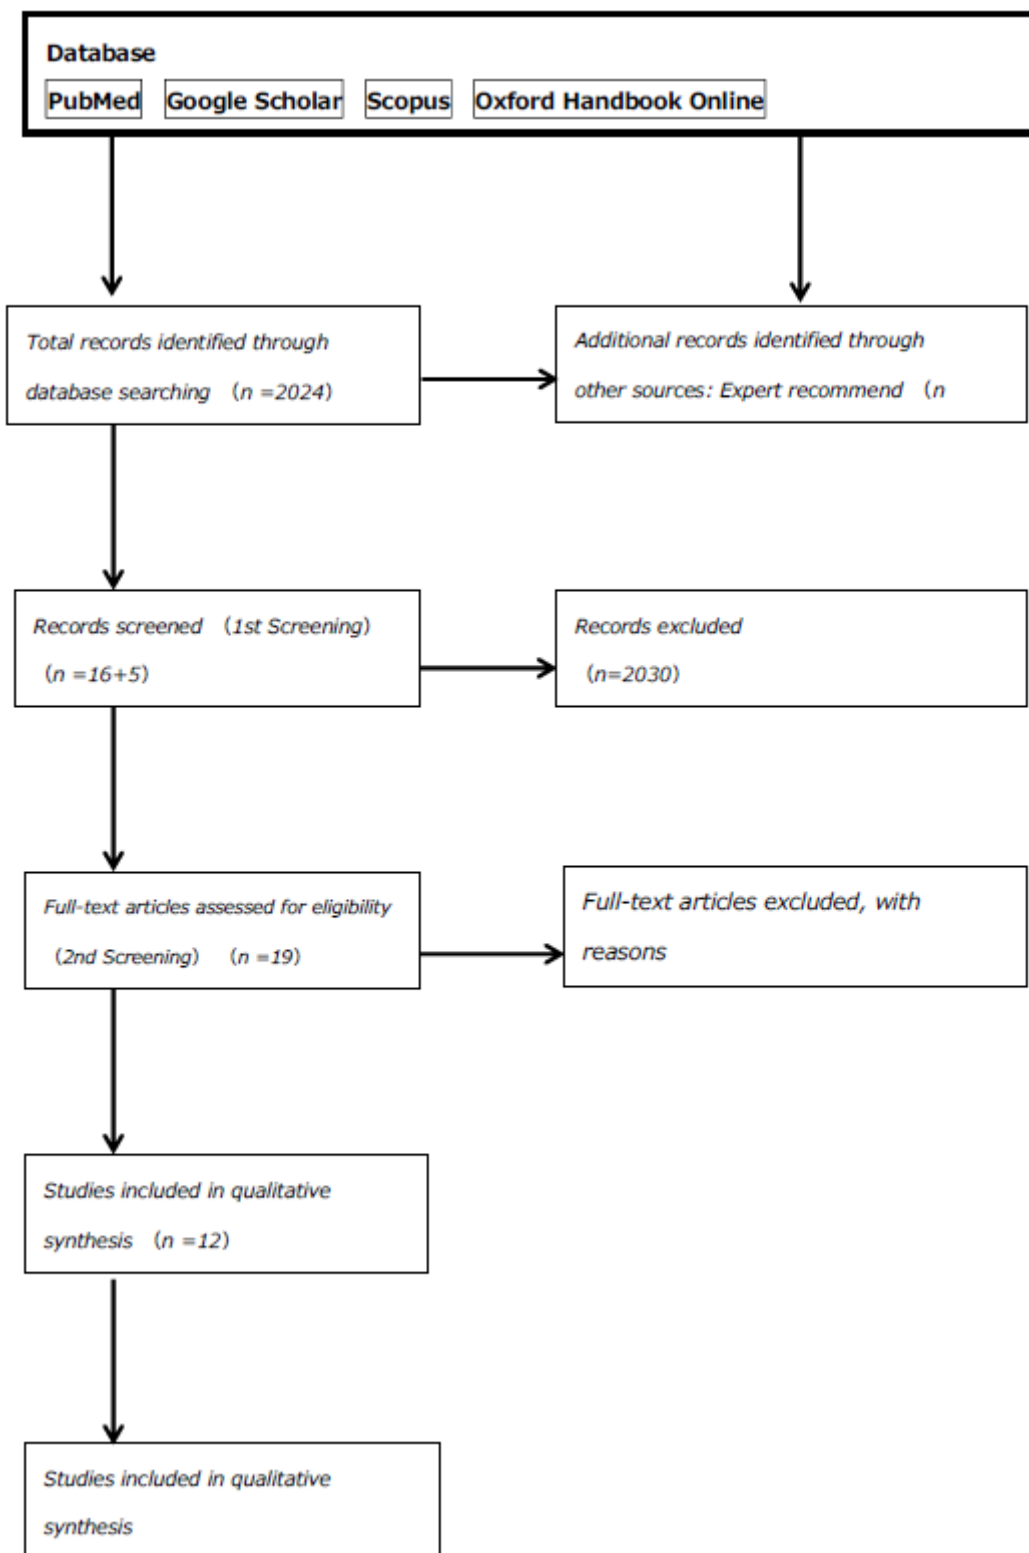 Database
PubMed Google Scholar Scopus Oxford Handbook Online
Total records identified through
database searching （n =2024）
Additional records identified through
other sources: Expert recommend （n
Records screened （1st Screening）
（n =16+5）
Records excluded
（n=2030）
Full-text articles assessed for eligibility
（2nd Screening） （n =19）
Full-text articles excluded, with
reasons
Studies included in qualitative
synthesis （n =12）
Studies included in qualitative
synthesis